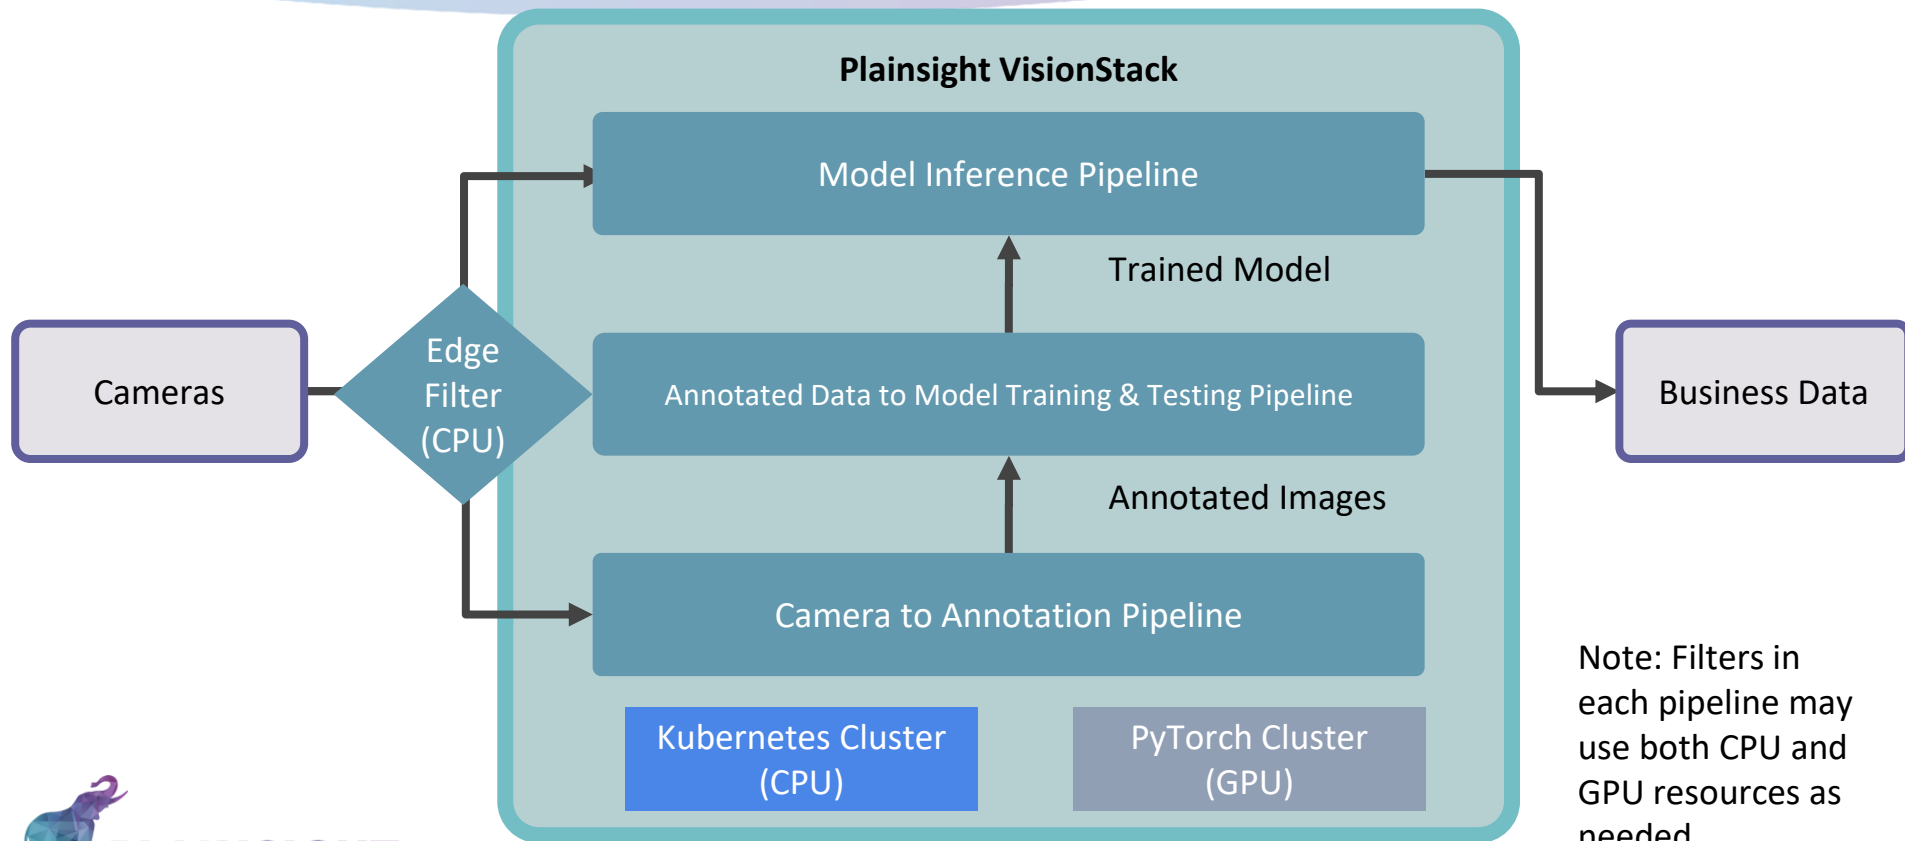 Plainsight VisionStack
Model Inference Pipeline
Trained Model
Cameras
Edge
Filter
(CPU)
Annotated Data to Model Training & Testing Pipeline
Business Data
Annotated Images
Camera to Annotation Pipeline
Kubernetes Cluster
(CPU)
PyTorch Cluster
(GPU)
Note: Filters in
each pipeline may
use both CPU and
GPU resources as
needed